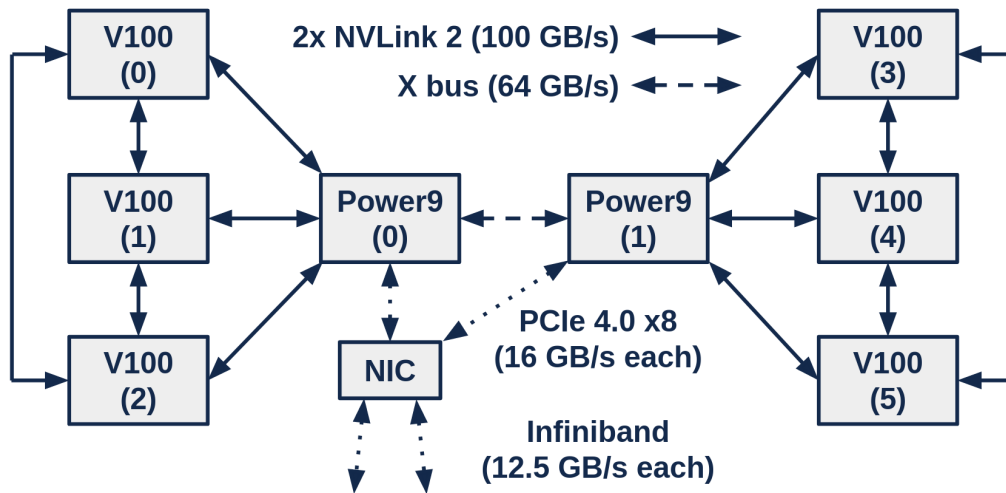 V100
(0)
2x NVLink 2 (100 GB/s)
X bus (64 GB/s)
V100
(3)
V100
(1)
Power9
(0)
Power9
(1)
V100
(4)
V100
(2)
NIC
PCIe 4.0 x8
(16 GB/s each)
V100
(5)
Infiniband
(12.5 GB/s each)